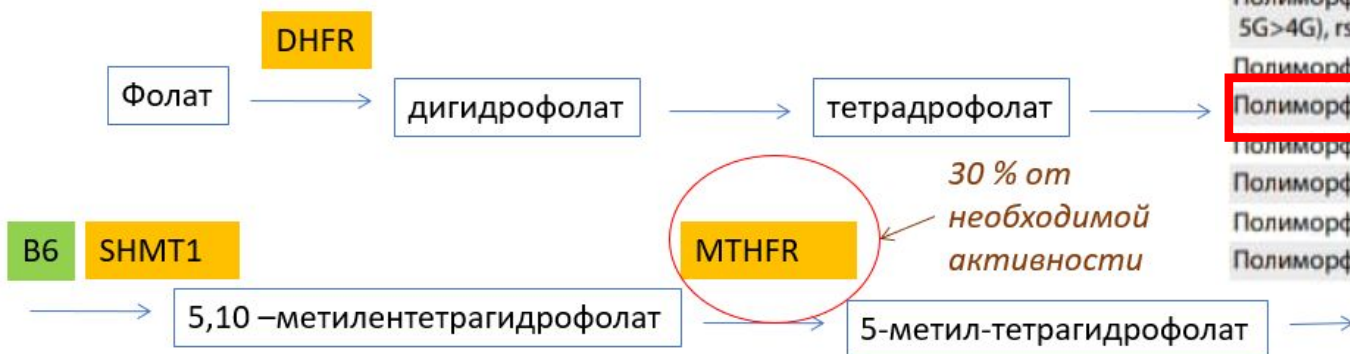 DHFR
Фолат
дигидрофолат
тетрадрофолат
5G>4G), rs
30 % от
необходимой
активности
B6
SHMT1
MTHFR
5,10 –метилентетрагидрофолат
5-метил-тетрагидрофолат